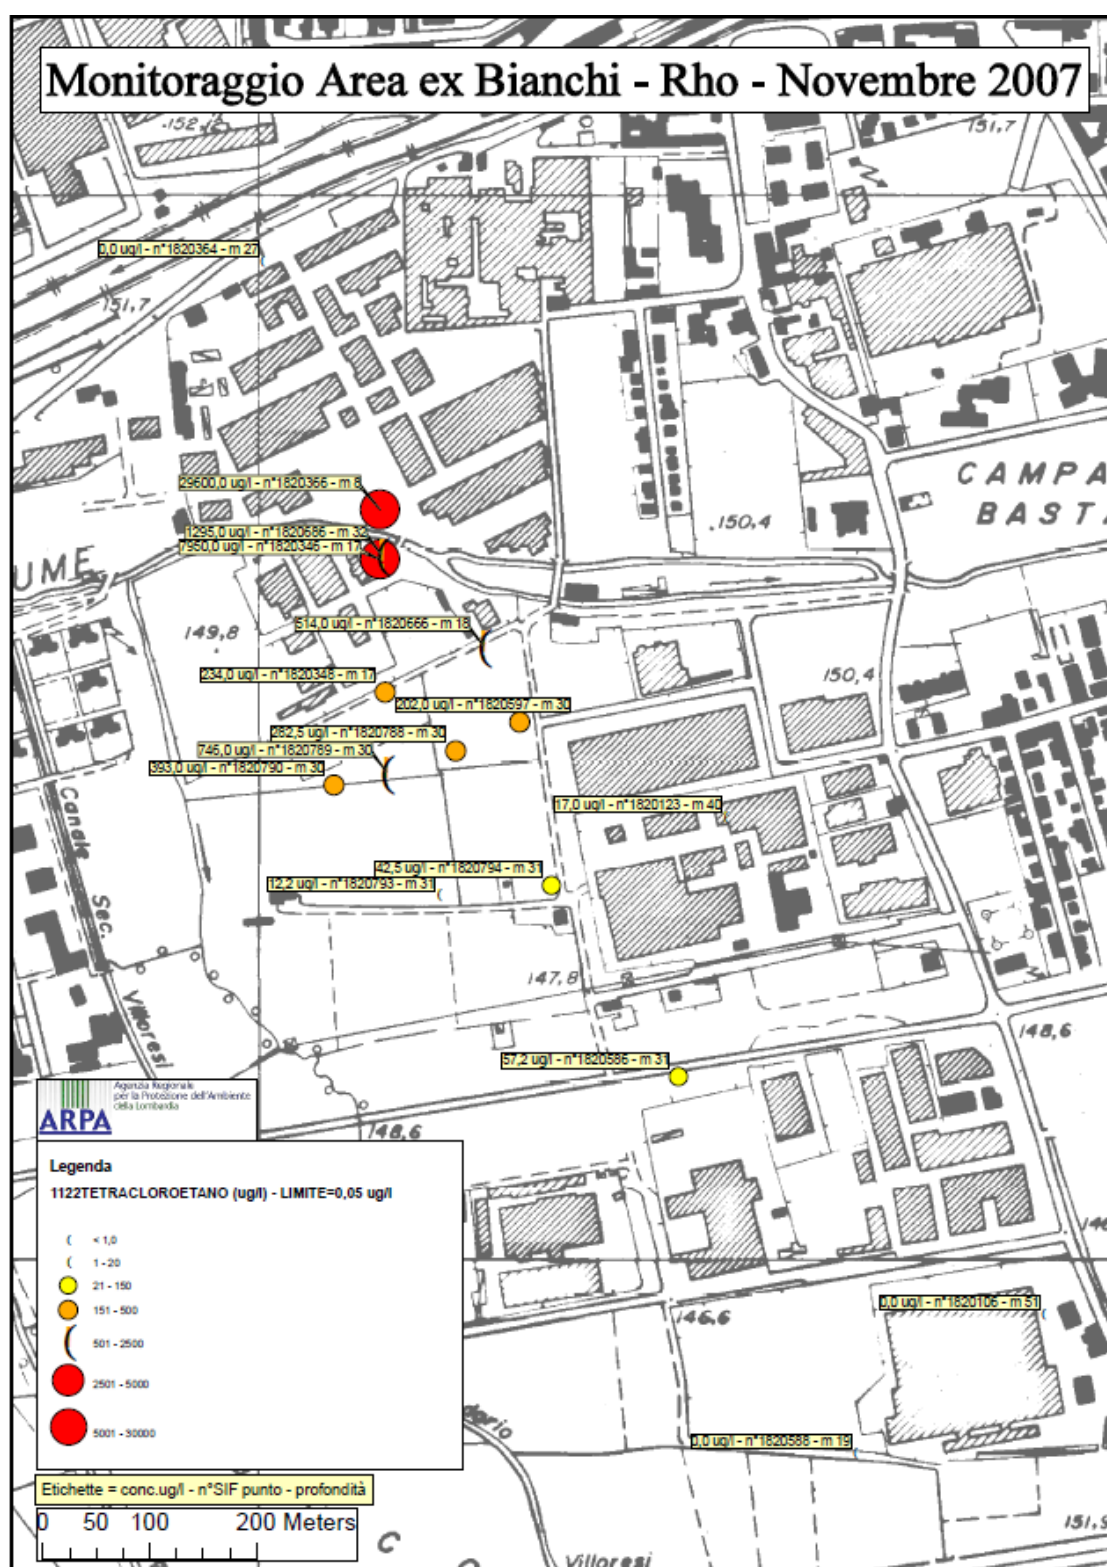 Monitoraggio Area ex Bianchi - Rho - Novembre 2007
151,7
0,0 ug/l - n°1820364 - m 27
151,7
29600,0 ug/l - n°1820366 - m 8
CAMPA
BAST
150,4
1295,0 ug/l - n°1820686 - m 32
7950,0 ug/l - n°1820346 - m 17
UME
514,0 ug/l - n°1820666 - m 18
149,8
234,0 ug/l - n°1820348 - m 17
150,4
202,0 ug/l - n°1820597 - m 30
282,5 ug/l - n°1820788 - m 30
746,0 ug/l - n°1820789 - m 30
393,0 ug/l - n°1820790 - m 30
17,0 ug/l - n°1820123 - m 40
Canale
Sec.
Villoresi
42,5 ug/l - n°1820794 - m 31
12,2 ug/l - n°1820793 - m 31
147,8
148,6
57,2 ug/l - n°1820586 - m 31
ARPA
Agenzia Regionale
per la Protezione dell'Ambiente
della Lombardia
148,6
Legenda
1122TETRACLOROETANO (ug/l) - LIMITE=0,05 ug/l
< 1,0
1 - 20
21 - 150
151 - 500
501 - 2500
2501 - 5000
5001 - 30000
0,0 ug/l - n°1820106 - m 51
146,6
0,0 ug/l - n°1820588 - m 19
Etichette = conc.ug/l - n°SIF punto - profondità
0 50 100 200 Meters
151,9
C
Villoresi